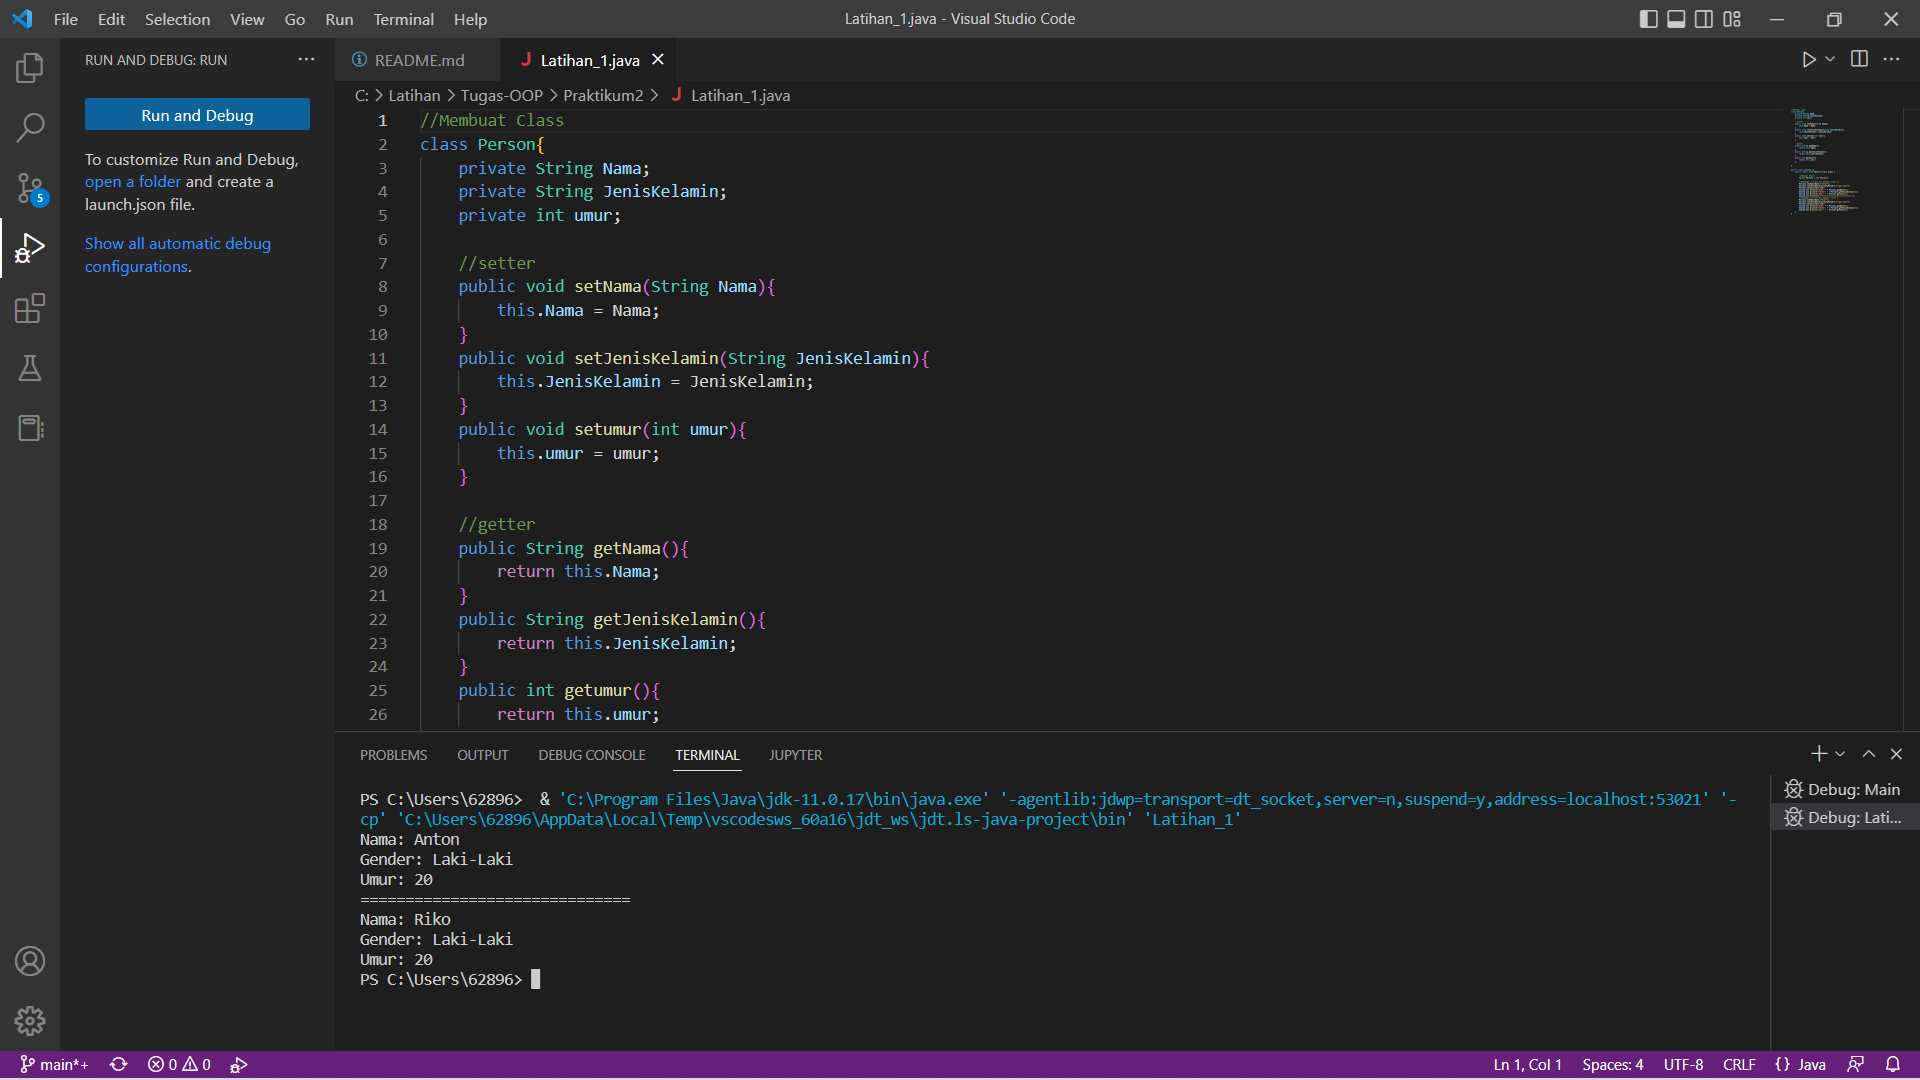 File Edit Selection View Go Run Terminal Help
Latihan_1.java - Visual Studio Code
RUN AND DEBUG: RUN
Run and Debug
To customize Run and Debug,
open a folder and create a
launch.json file.
Show all automatic debug
configurations.
5
README.md
J Latihan_1.java
C: > Latihan > Tugas-OOP > Praktikum2 > J Latihan_1.java
1 //Membuat Class
2 class Person{
3     private String Nama;
4     private String JenisKelamin;
5     private int umur;
6
7     //setter
8     public void setNama(String Nama){
9         this.Nama = Nama;
10     }
11     public void setJenisKelamin(String JenisKelamin){
12         this.JenisKelamin = JenisKelamin;
13     }
14     public void setumur(int umur){
15         this.umur = umur;
16     }
17
18     //getter
19     public String getNama(){
20         return this.Nama;
21     }
22     public String getJenisKelamin(){
23         return this.JenisKelamin;
24     }
25     public int getumur(){
26         return this.umur;
PROBLEMS OUTPUT DEBUG CONSOLE TERMINAL JUPYTER
PS C:\Users\62896>  & 'C:\Program Files\Java\jdk-11.0.17\bin\java.exe' '-agentlib:jdwp=transport=dt_socket,server=n,suspend=y,address=localhost:53021' '-
cp' 'C:\Users\62896\AppData\Local\Temp\vscodesws_60a16\jdt_ws\jdt.ls-java-project\bin' 'Latihan_1'
Nama: Anton
Gender: Laki-Laki
Umur: 20
==============================
Nama: Riko
Gender: Laki-Laki
Umur: 20
PS C:\Users\62896>
Debug: Main
Debug: Lati...
main*+ 0 0
Ln 1, Col 1 Spaces: 4 UTF-8 CRLF {} Java